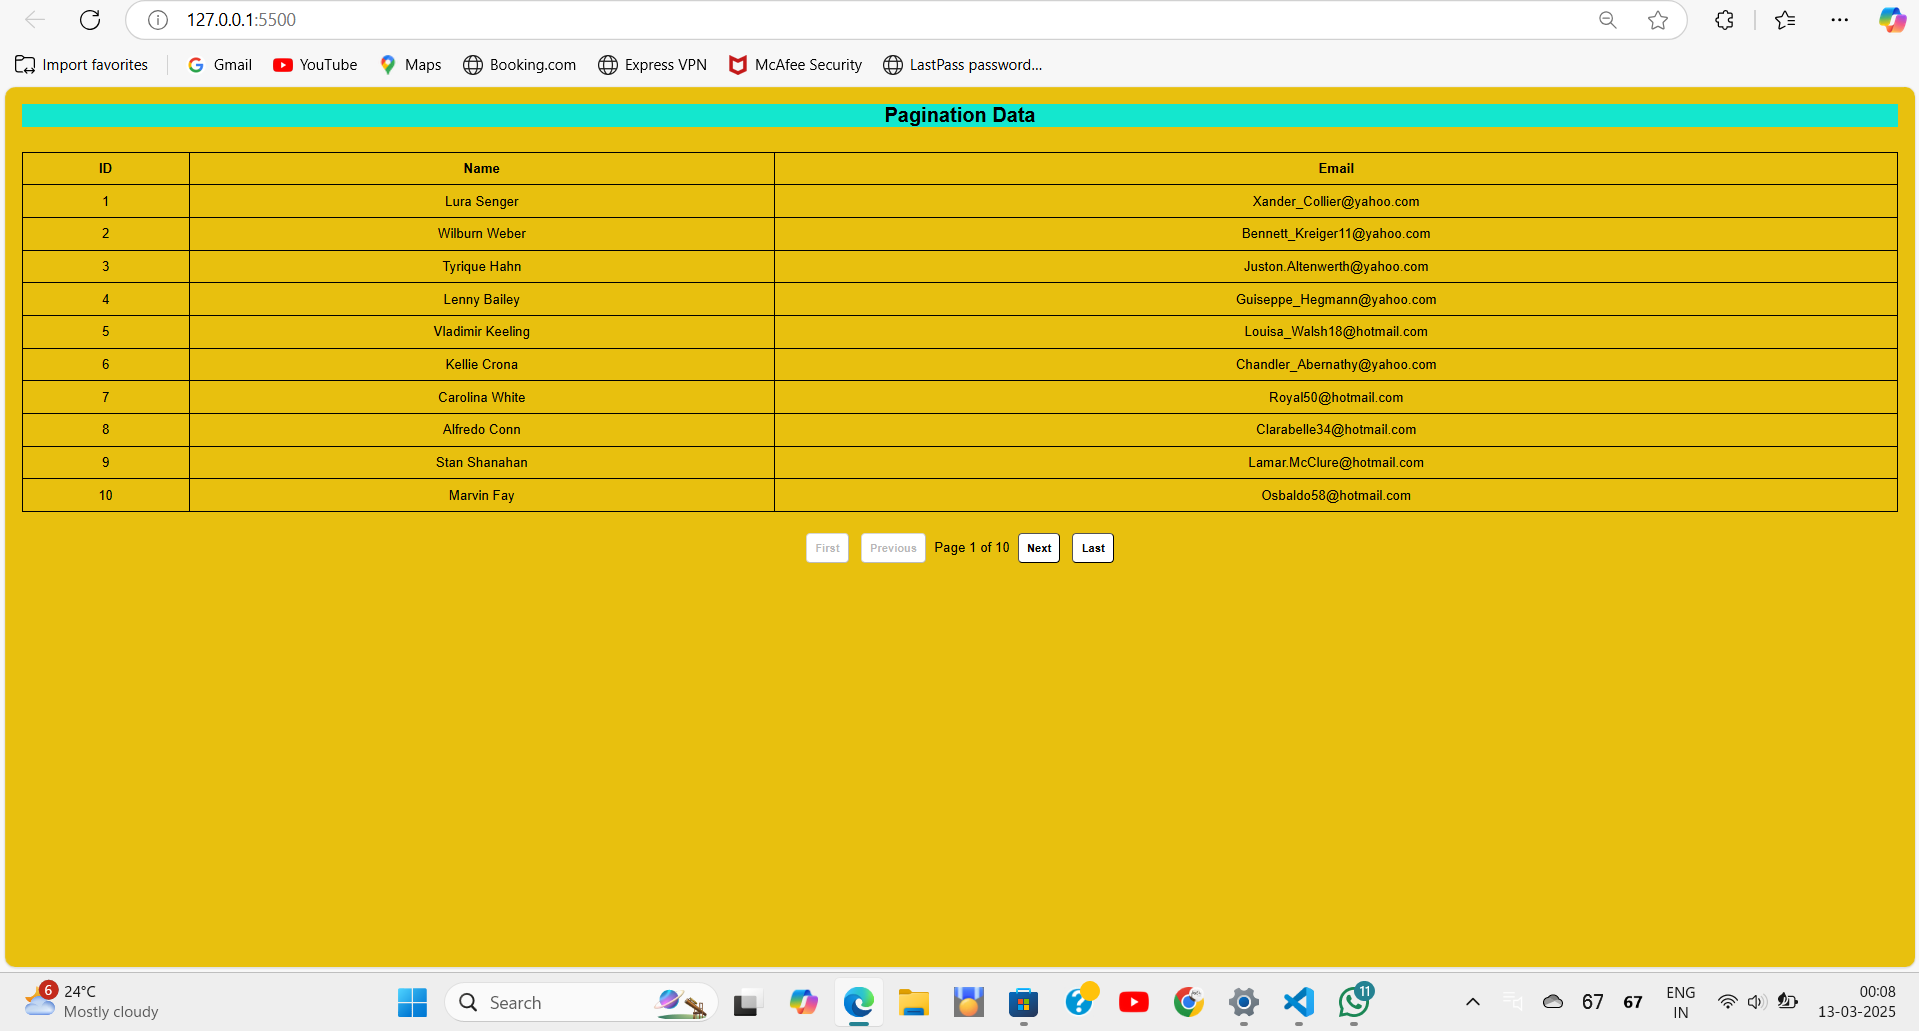 127.0.0.1:5500
Import favorites Gmail YouTube Maps Booking.com Express VPN McAfee Security LastPass password...
Pagination Data
ID Name Email
1 Lura Senger Xander_Collier@yahoo.com
2 Wilburn Weber Bennett_Kreiger11@yahoo.com
3 Tyrique Hahn Juston.Altenwerth@yahoo.com
4 Lenny Bailey Guiseppe_Hegmann@yahoo.com
5 Vladimir Keeling Louisa_Walsh18@hotmail.com
6 Kellie Crona Chandler_Abernathy@yahoo.com
7 Carolina White Royal50@hotmail.com
8 Alfredo Conn Clarabelle34@hotmail.com
9 Stan Shanahan Lamar.McClure@hotmail.com
10 Marvin Fay Osbaldo58@hotmail.com
First Previous Page 1 of 10 Next Last
6 24°C
Mostly cloudy
Search
11
67 67
ENG
IN
00:08
13-03-2025